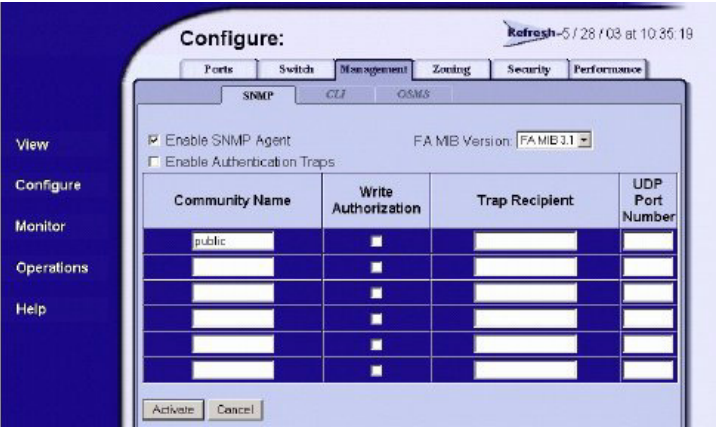 Configure:
Refresh-5 / 28 / 03 at 10:35:19
Ports Switch Management Zoning Security Performance
SNMP CLI OSMS
View
Configure
Monitor
Operations
Help
Enable SNMP Agent
FA MIB Version: FA MIB 3.1
Enable Authentication Traps
Community Name
Write
Authorization
Trap Recipient
UDP
Port
Number
public
Activate Cancel